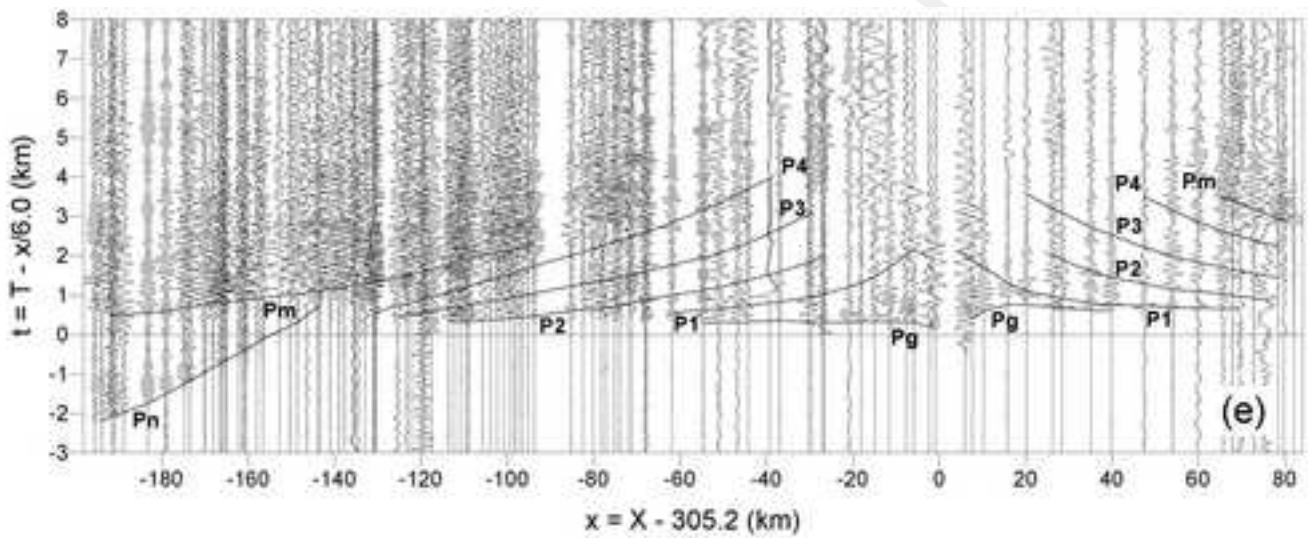 8
7
6
5
4
3
2
1
0
-1
-2
-3
t = T - x/6.0 (km)
P4
P3
P4
Pm
P3
P2
Pm
P2
P1
Pg
Pg
P1
Pn
(e)
-180 -160 -140 -120 -100 -80 -60 -40 -20 0 20 40 60 80
x = X - 305.2 (km)